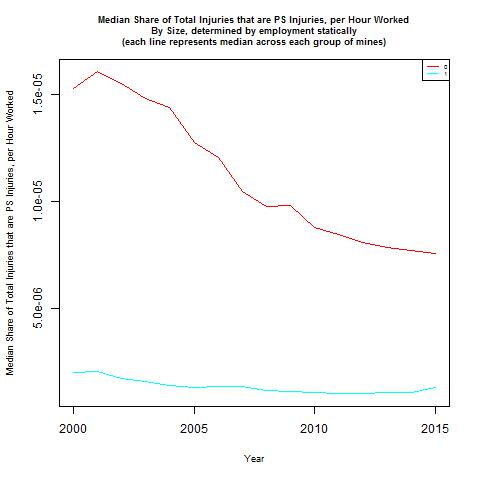 Median Share of Total Injuries that are PS Injuries, per Hour Worked
By Size, determined by employment statically
(each line represents median across each group of mines)
0
1
Median Share of Total Injuries that are PS Injuries, per Hour Worked
1.5e-05
1.0e-05
5.0e-06
2000
2005
2010
2015
Year